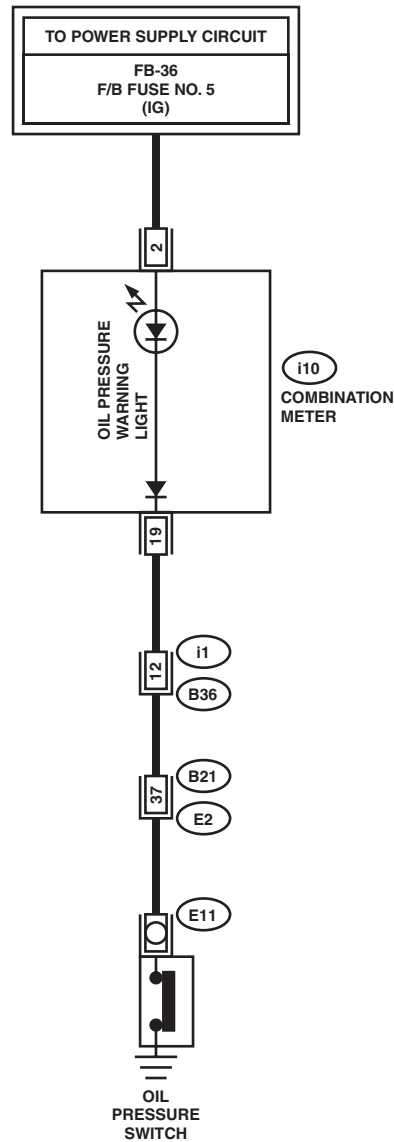 TO POWER SUPPLY CIRCUIT
FB-36
F/B FUSE NO. 5
(IG)
2
OIL PRESSURE
WARNING
LIGHT
i10
COMBINATION
METER
19
12
i1
B36
37
B21
E2
E11
OIL
PRESSURE
SWITCH